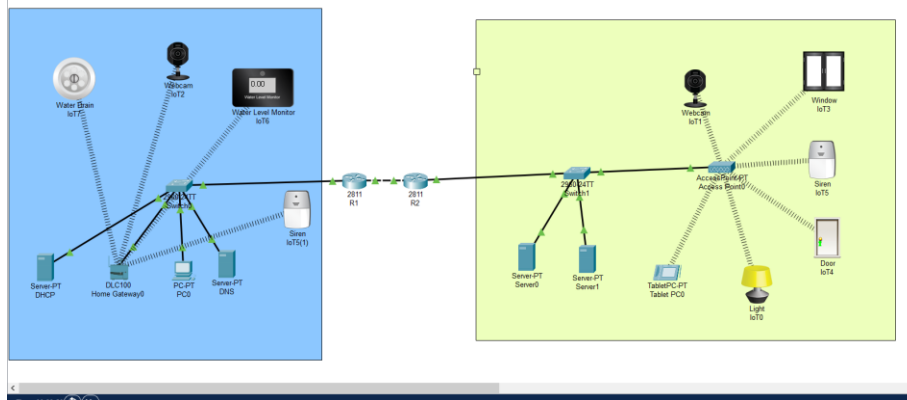 Water Drain
IoT7
Webcam
IoT2
0.00
Water Level Monitor
Water Level Monitor
IoT6
Siren
IoT5(1)
Server-PT
DHCP
DLC100
Home Gateway0
PC-PT
PC0
Server-PT
DNS
2811
R1
2811
R2
Switch1
Server-PT
Server0
Server-PT
Server1
Webcam
IoT1
Window
IoT3
AccessPoint-PT
Access Point0
Siren
IoT5
Door
IoT4
TabletPC-PT
Tablet PC0
Light
IoT0